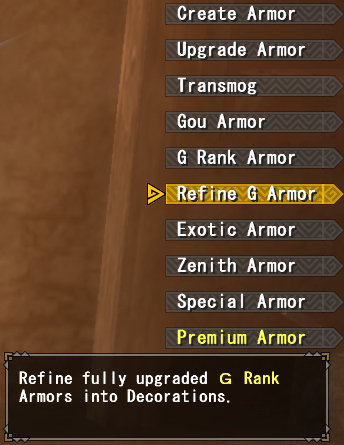 Create Armor
Upgrade Armor
Transmog
Gou Armor
G Rank Armor
Refine G Armor
Exotic Armor
Zenith Armor
Special Armor
Premium Armor
Refine fully upgraded G Rank
Armors into Decorations.